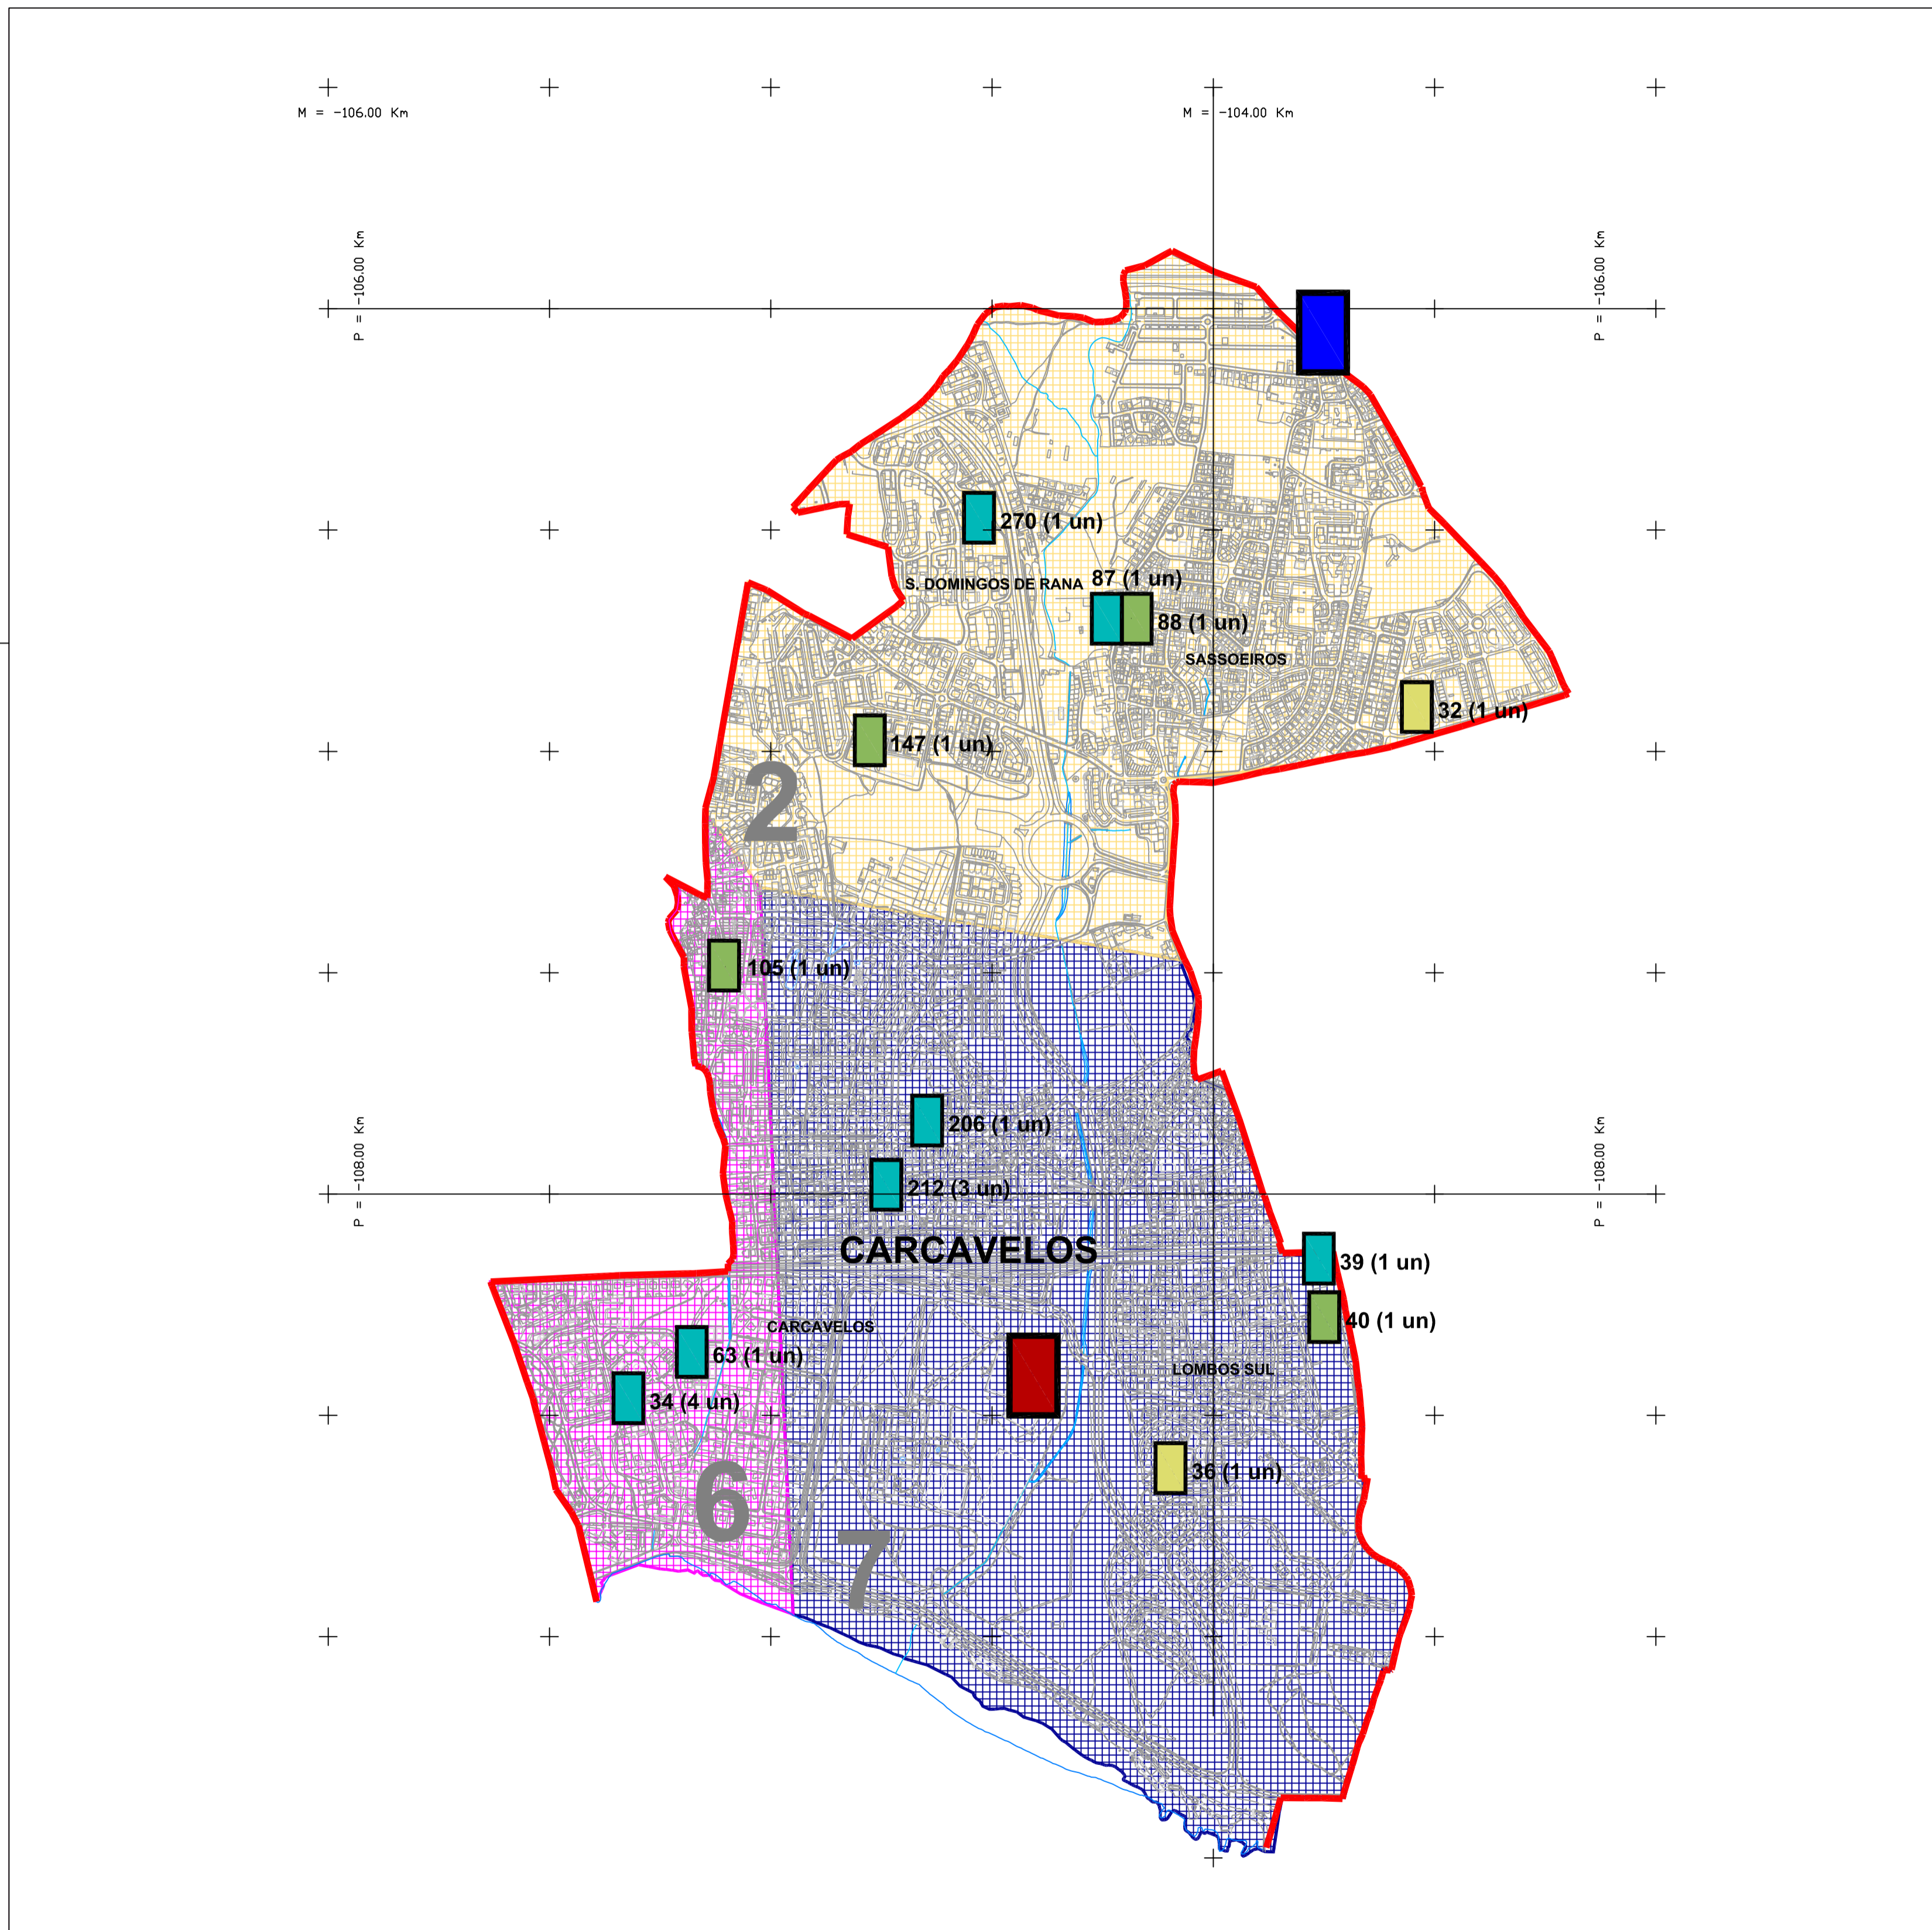 M = -106.00 Km
M = -104.00 Km
P = -106.00 Km
P = -106.00 Km
270 (1 un)
S. DOMINGOS DE RANA
87 (1 un)
88 (1 un)
SASSOEIROS
32 (1 un)
147 (1 un)
2
105 (1 un)
206 (1 un)
P = -108.00 Km
P = -108.00 Km
212 (3 un)
CARCAVELOS
39 (1 un)
40 (1 un)
CARCAVELOS
63 (1 un)
LOMBOS SUL
34 (4 un)
36 (1 un)
6
7